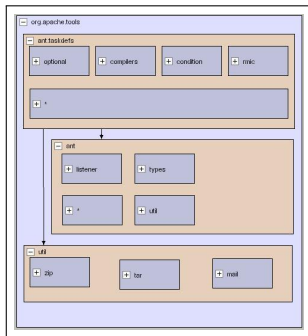 org.apache.tools
ant.taskdefs
optional
compilers
condition
rmic
*
ant
listener
types
*
util
util
zip
tar
mail